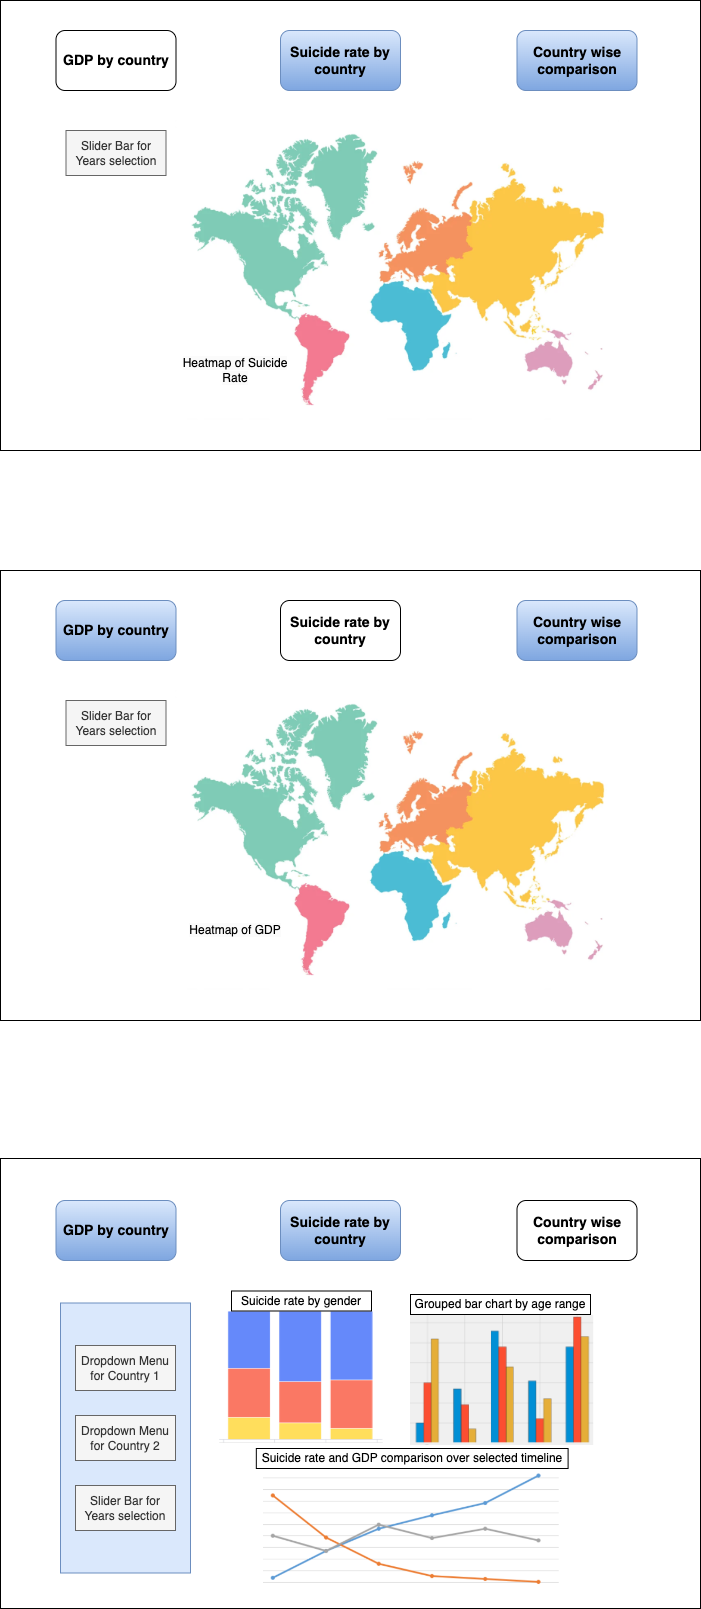 GDP by country
Suicide rate by
country
Country wise
comparison
Slider Bar for
Years selection
Heatmap of Suicide
Rate
GDP by country
Suicide rate by
country
Country wise
comparison
Slider Bar for
Years selection
Heatmap of GDP
GDP by country
Suicide rate by
country
Country wise
comparison
Dropdown Menu
for Country 1
Dropdown Menu
for Country 2
Slider Bar for
Years selection
Suicide rate by gender
Grouped bar chart by age range
Suicide rate and GDP comparison over selected timeline